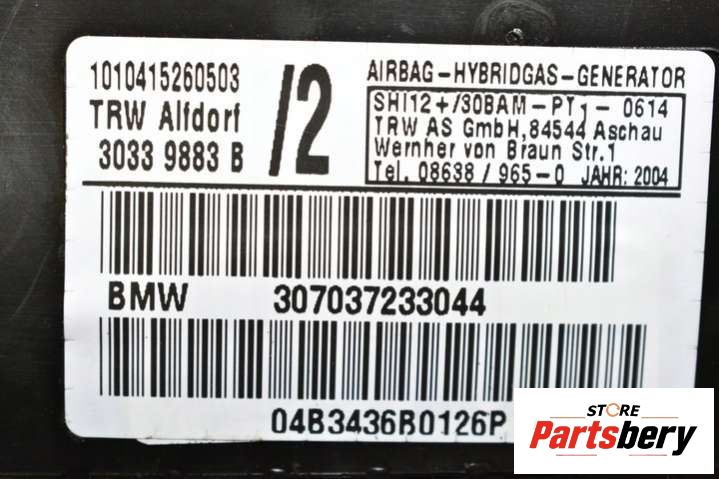 1010415260503
TRW Alfdorf
3033 9883 B
/2
AIRBAG-HYBRIDGAS-GENERATOR
SHI12+/30BAM-PT1-0614
TRW AS GmbH,84544 Aschau
Wernher von Braun Str.1
Tel. 08638/965-0 JAHR:2004
BMW 307037233044
04B3436B0126P
STORE
Partsbery